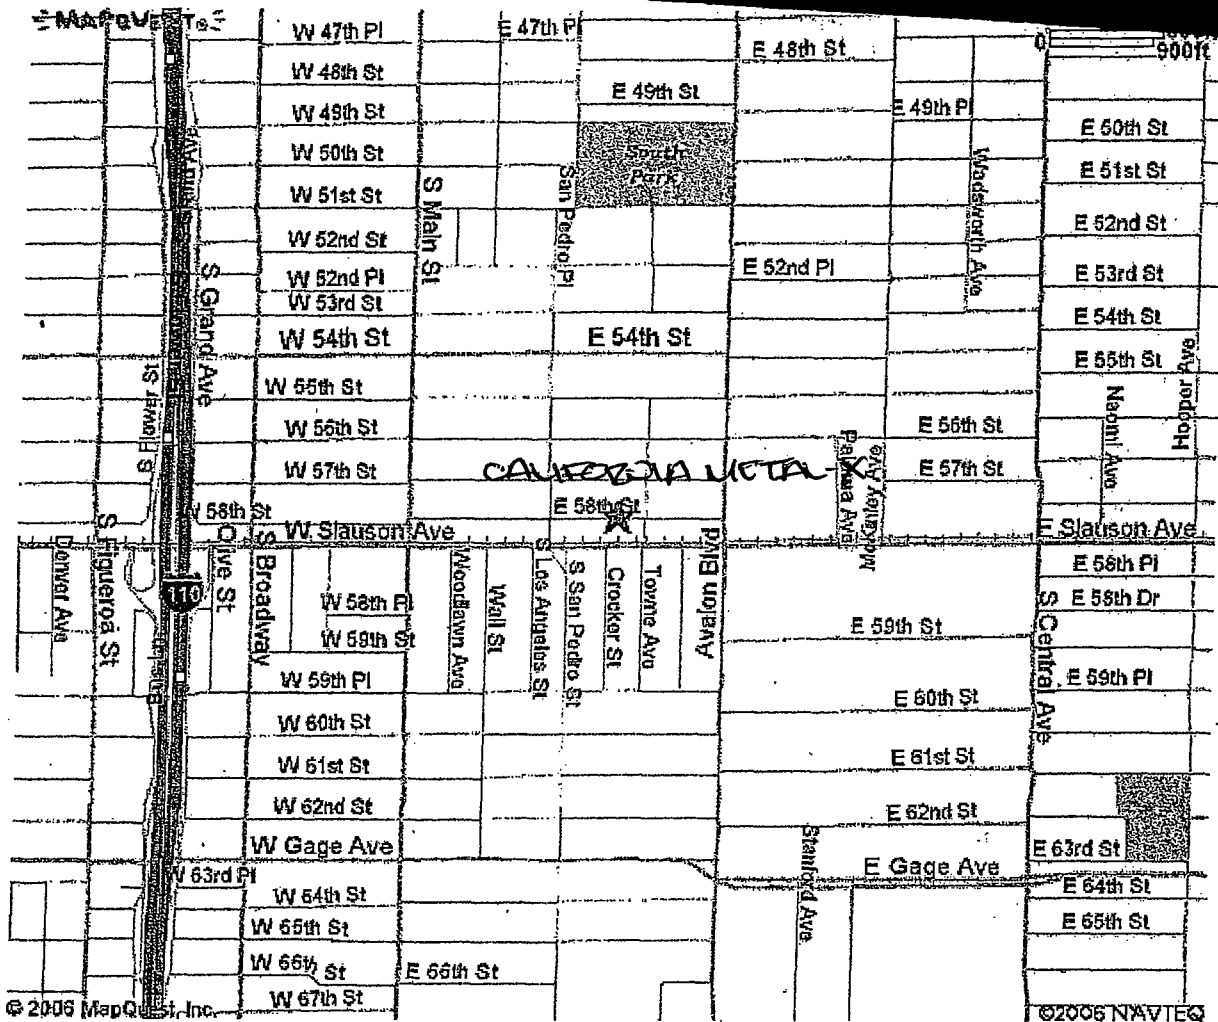 MAPQUEST
W 47th Pl
E 47th Pl
E 48th St
0
900ft
W 48th St
E 49th St
W 49th St
E 49th Pl
E 50th St
W 50th St
South
Park
W 51st St
E 51st St
S Main St
San Pedro Pl
Wadsworth Ave
W 52nd St
E 52nd St
W 52nd Pl
E 52nd Pl
E 53rd St
W 53rd St
S Grand Ave
W 54th St
E 54th St
E 54th St
E 55th St
W 55th St
S Flower St
Naomi Ave
Hooper Ave
W 56th St
E 56th St
W 57th St
CALIFORNIA METAL-X
E 57th St
Paloma Ave
McKinley Ave
W 58th St
E 58th St
W Slauson Ave
E Slauson Ave
Denver Ave
S Figueroa St
110
Olive St
S Broadway
W 58th Pl
Woodlawn Ave
Wall St
S Los Angeles St
S San Pedro St
Crocker St
Towne Ave
Avalon Blvd
E 58th Pl
E 58th Dr
W 59th St
E 59th St
S Central Ave
W 59th Pl
E 59th Pl
E 60th St
W 60th St
W 61st St
E 61st St
W 62nd St
E 62nd St
W Gage Ave
E 63rd St
Stanford Ave
E Gage Ave
W 63rd Pl
W 64th St
E 64th St
W 65th St
E 65th St
W 66th St
E 66th St
W 67th St
© 2006 MapQuest, Inc.
©2006 NAVTEQ